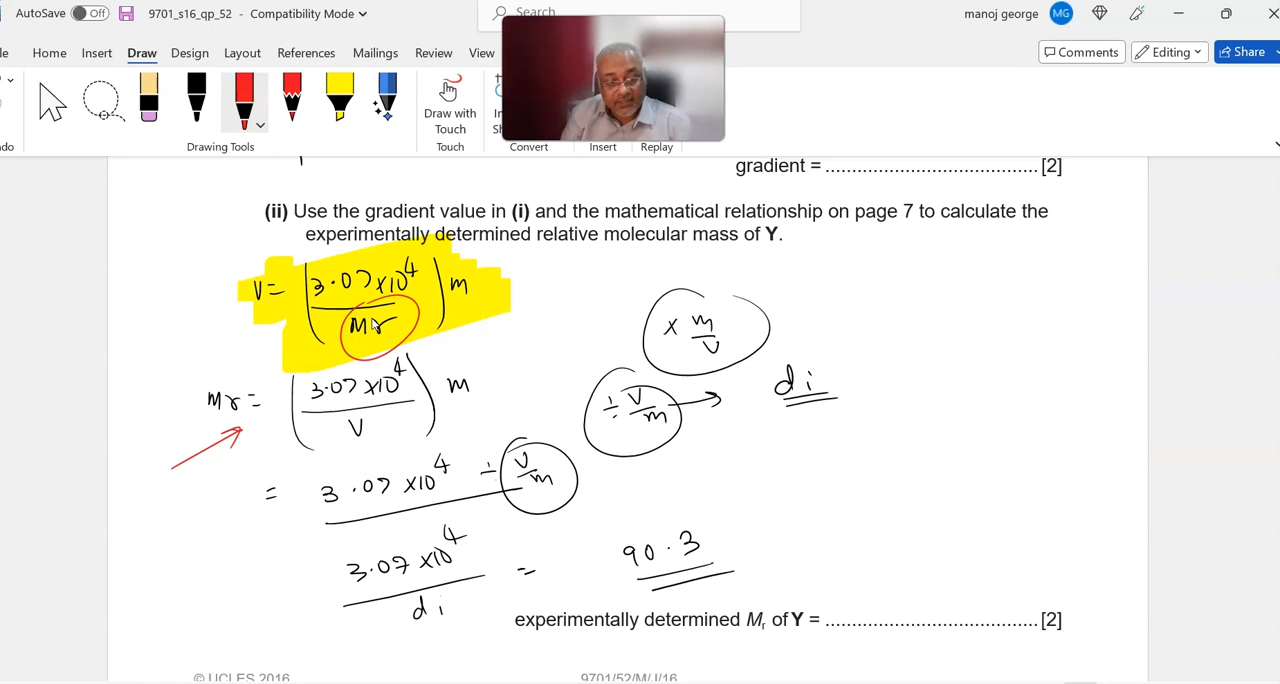 AutoSave Off 9701_s16_qp_52 - Compatibility Mode Search manoj george MG
Home Insert Draw Design Layout References Mailings Review View Comments Editing Share
Draw with
Touch
Touch
Drawing Tools Convert Insert Replay
gradient = ........................................ [2]
(ii) Use the gradient value in (i) and the mathematical relationship on page 7 to calculate the
experimentally determined relative molecular mass of Y.
V = (3.07 × 10^4 / Mr) m
× m/V
Mr = (3.07 × 10^4 / V) m
÷ V/m → di
= 3.07 × 10^4 ÷ V/m
3.07 × 10^4 / di = 90.3
experimentally determined Mr of Y = ........................................ [2]
© UCLES 2016 9701/52/M/J/16